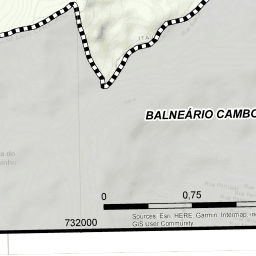 BALNEÁRIO CAMBO
0 0,75
Sources: Esri, HERE, Garmin, Intermap, in
GIS User Community
732000